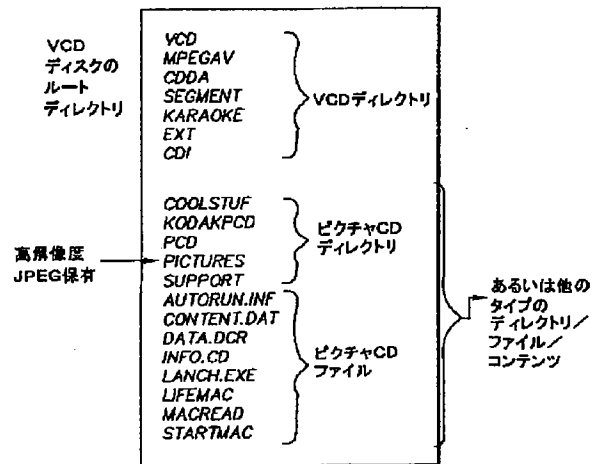 VCD
ディスクの
ルート
ディレクトリ
VCD
MPEGAV
CDDA
SEGMENT
KARAOKE
EXT
CDI
VCDディレクトリ
COOLSTUF
KODAKPCD
PCD
PICTURES
SUPPORT
ピクチャCD
ディレクトリ
高解像度
JPEG保有
AUTORUN.INF
CONTENT.DAT
DATA.DCR
INFO.CD
LANCH.EXE
LIFEMAC
MACREAD
STARTMAC
ピクチャCD
ファイル
あるいは他の
タイプの
ディレクトリ/
ファイル/
コンテンツ